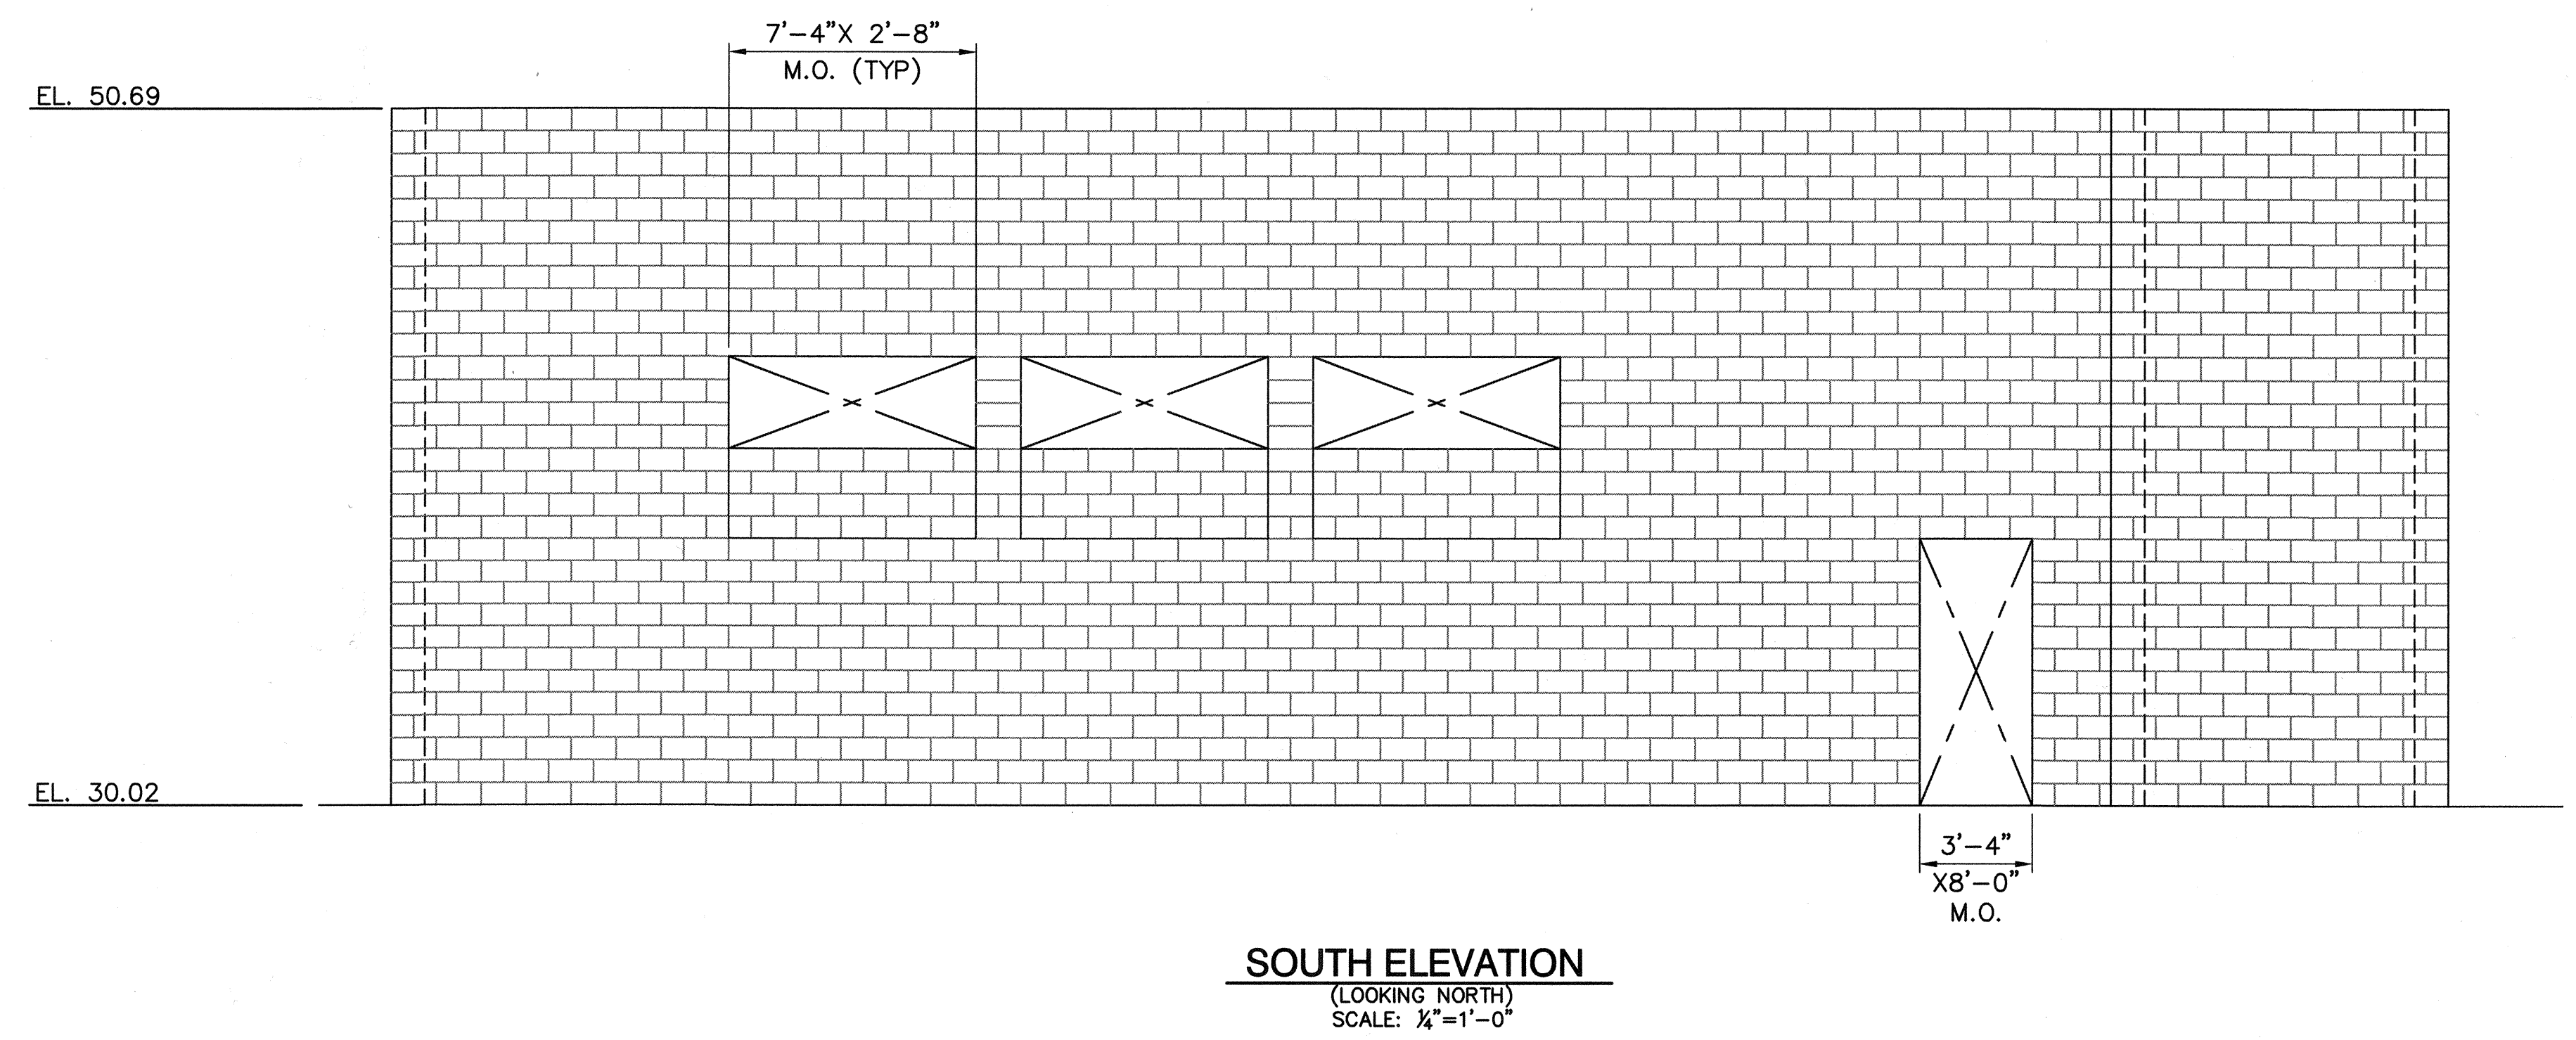 7'-4"X 2'-8"
M.O. (TYP)
EL. 50.69
EL. 30.02
3'-4"
X8'-0"
M.O.
SOUTH ELEVATION
(LOOKING NORTH)
SCALE: ¼"=1'-0"